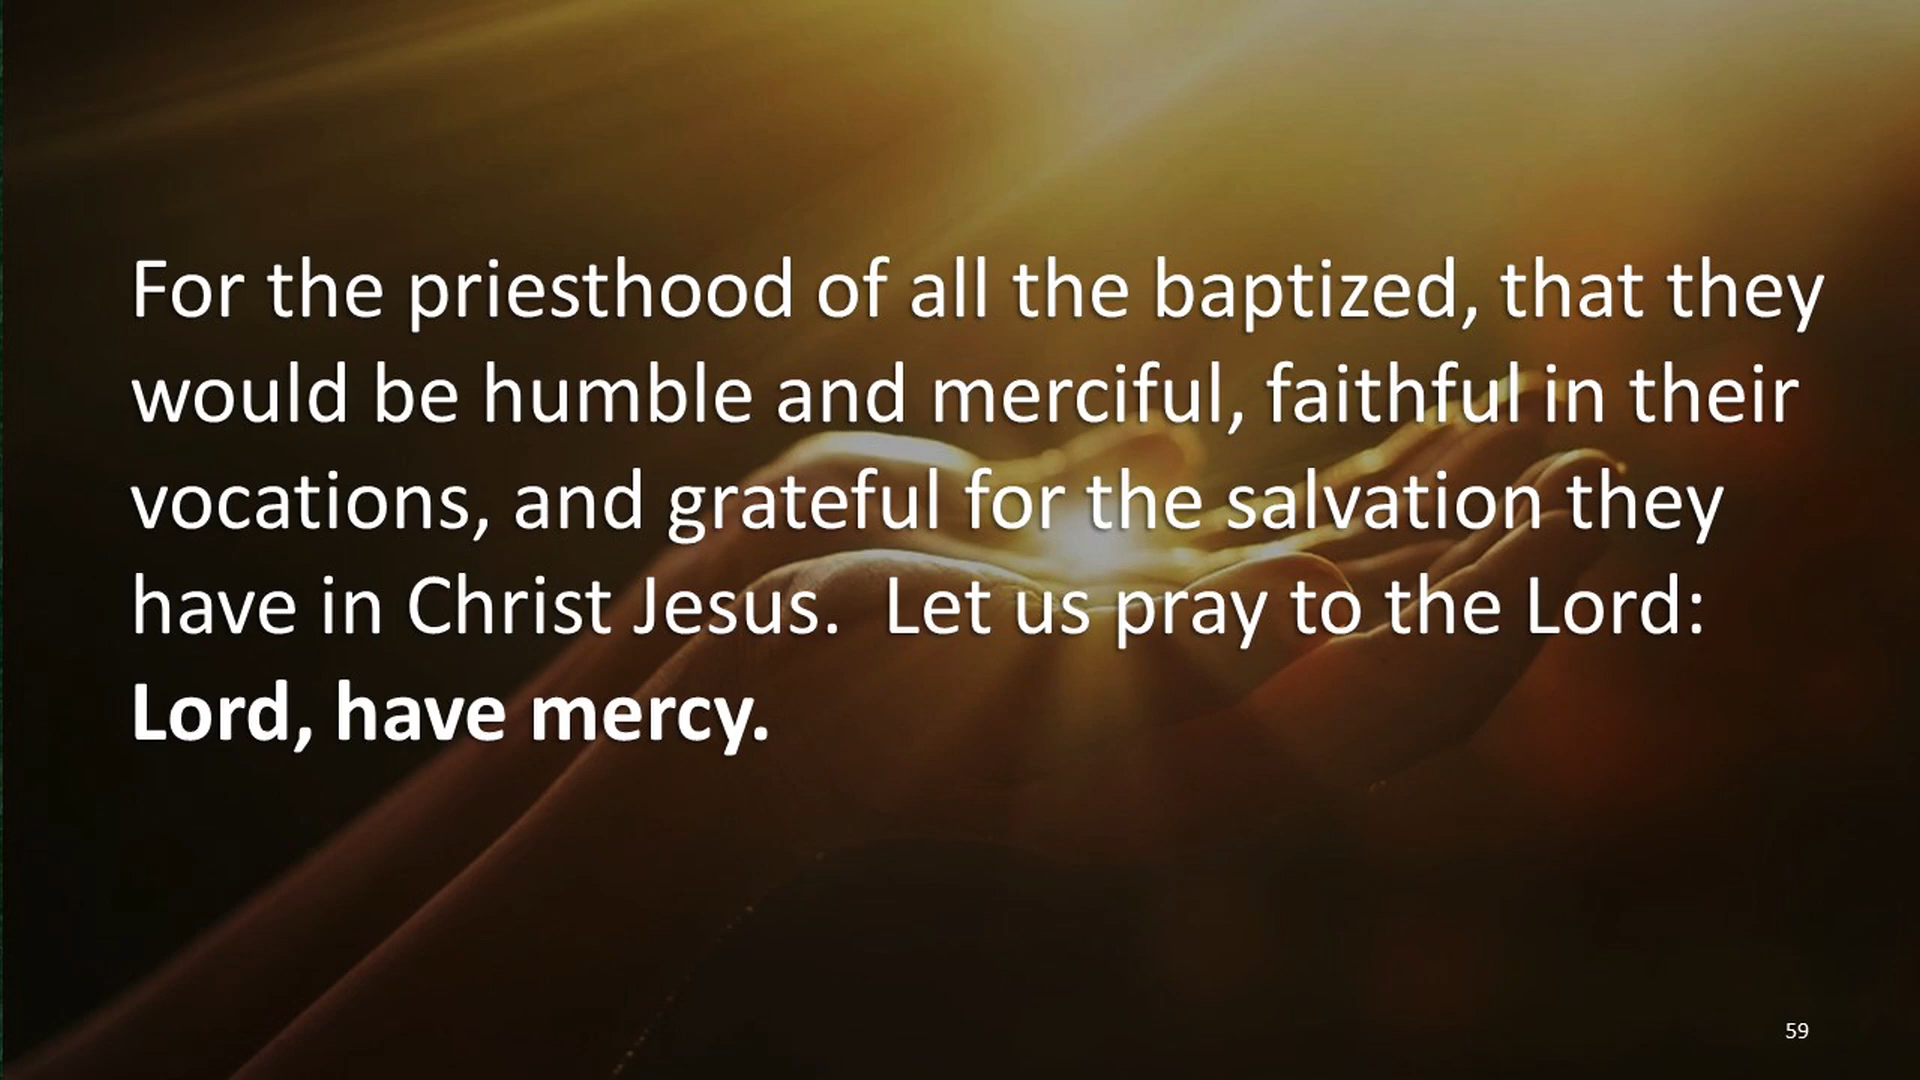 For the priesthood of all the baptized, that they
would be humble and merciful, faithful in their
vocations, and grateful for the salvation they
have in Christ Jesus.  Let us pray to the Lord:
Lord, have mercy.
59